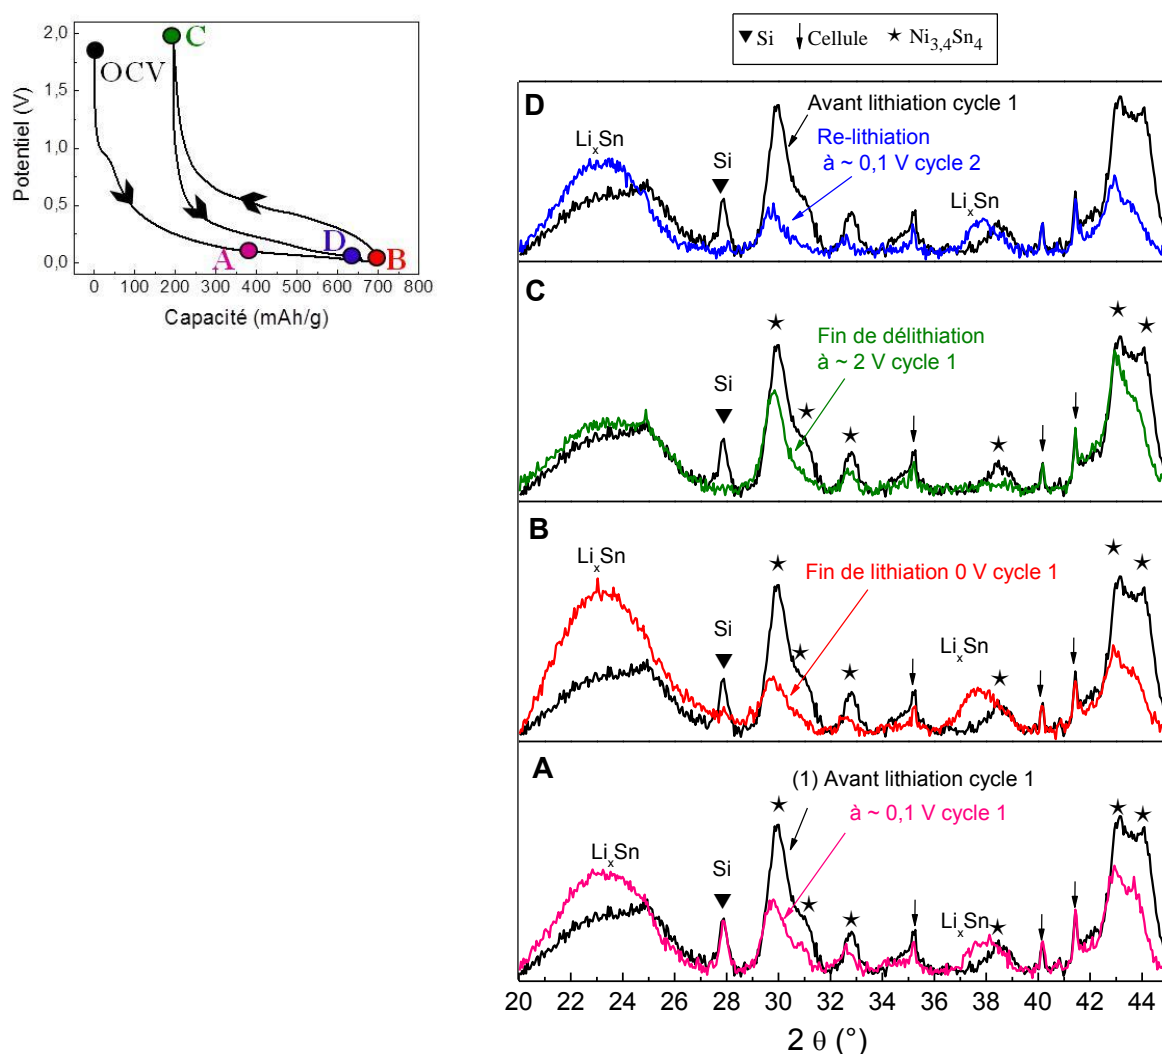 2,0
1,5
1,0
0,5
0,0
Potentiel (V)
C
OCV
A
D
B
0 100 200 300 400 500 600 700 800
Capacité (mAh/g)
Si Cellule Ni3,4Sn4
D
Avant lithiation cycle 1
LixSn
Si
Re-lithiation
à ~ 0,1 V cycle 2
LixSn
C
Fin de délithiation
à ~ 2 V cycle 1
Si
B
LixSn
Fin de lithiation 0 V cycle 1
Si
LixSn
A
(1) Avant lithiation cycle 1
à ~ 0,1 V cycle 1
LixSn
Si
LixSn
20 22 24 26 28 30 32 34 36 38 40 42 44
2 θ (°)